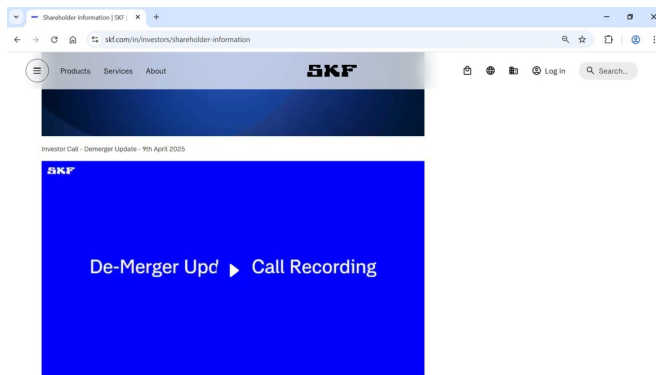 Shareholder information | SKF |
skf.com/in/investors/shareholder-information
Products Services About SKF Log in Search...
Investor Call - Demerger Update - 9th April 2025
SKF
De-Merger Upd Call Recording